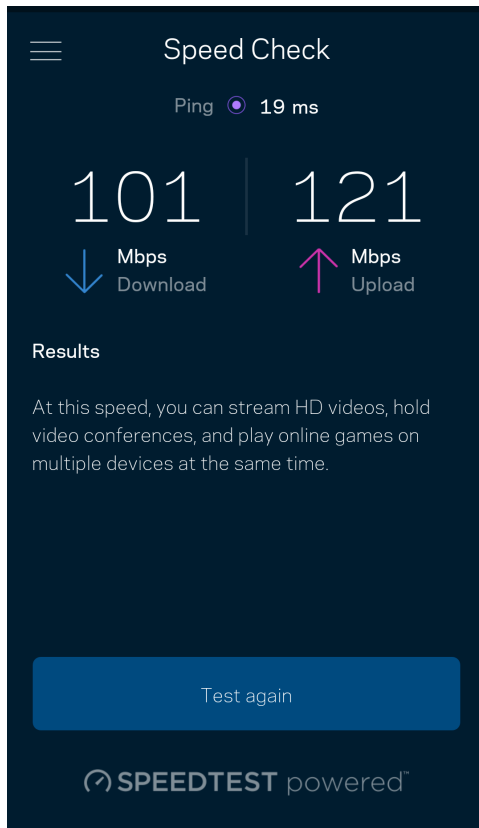 Speed Check
Ping 19 ms
101 121
Mbps Mbps
Download Upload
Results
At this speed, you can stream HD videos, hold
video conferences, and play online games on
multiple devices at the same time.
Test again
SPEEDTEST powered™